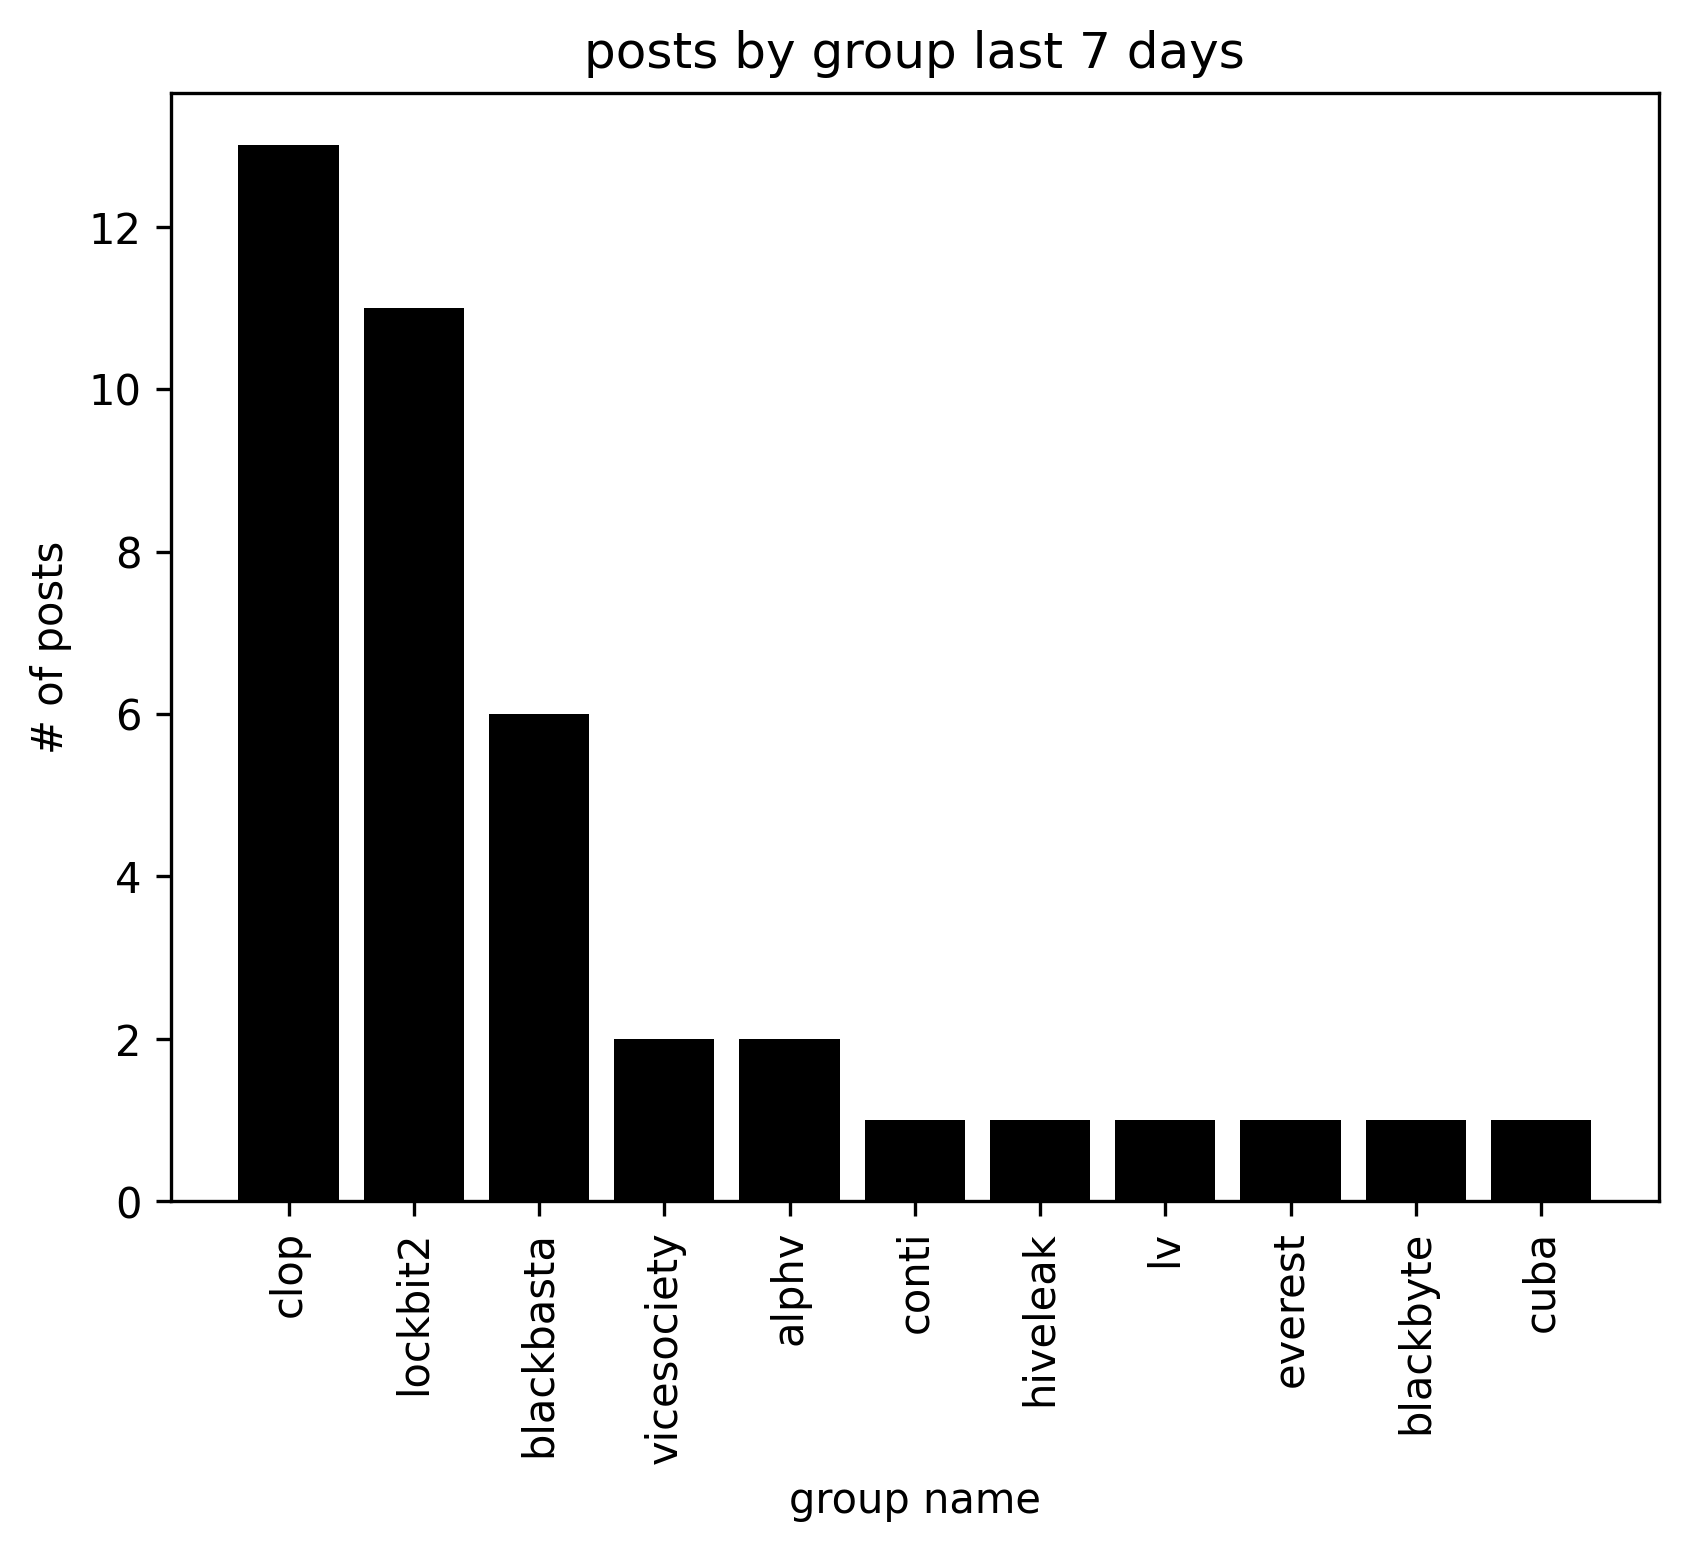 posts by group last 7 days
# of posts
12
10
8
6
4
2
0
clop
lockbit2
blackbasta
vicesociety
alphv
conti
hiveleak
lv
everest
blackbyte
cuba
group name